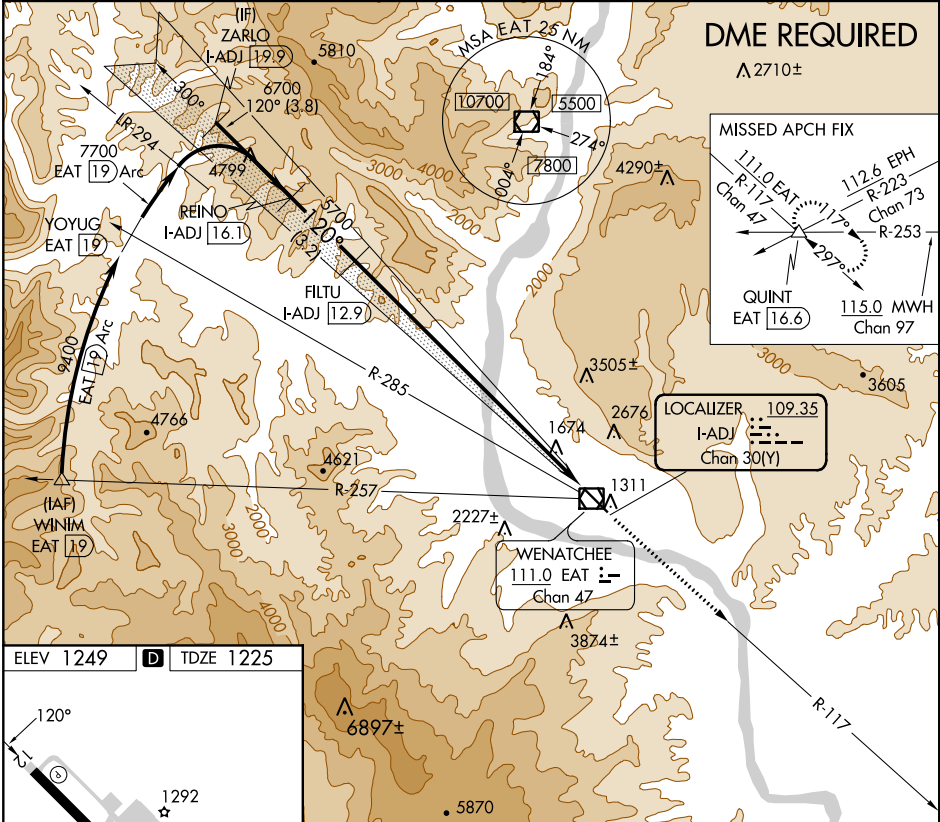 DME REQUIRED
(IF)
ZARLO
I-ADJ 19.9
5810
MSA EAT 25 NM
184°
10700
5500
274°
004°
7800
2710±
6700
120° (3.8)
300°
LR-294
7700
EAT 19 Arc
4799
3000
4000
2000
4290±
MISSED APCH FIX
111.0 EAT
R-117
Chan 47
112.6 EPH
R-223
Chan 73
117°
R-253
297°
QUINT
EAT 16.6
115.0 MWH
Chan 97
YOYUG
EAT 19
REINO
I-ADJ 16.1
5700
120°
(3.2)
FILTU
I-ADJ 12.9
2000
9400
EAT 19 Arc
R-285
3505±
3000
3605
4766
4621
1674
2676
LOCALIZER 109.35
I-ADJ
Chan 30(Y)
R-257
1311
(IAF)
WINIM
EAT 19
2000
3000
2227±
WENATCHEE
111.0 EAT
Chan 47
4000
3874±
ELEV 1249
D
TDZE 1225
R-117
6897±
120°
12
1292
5870